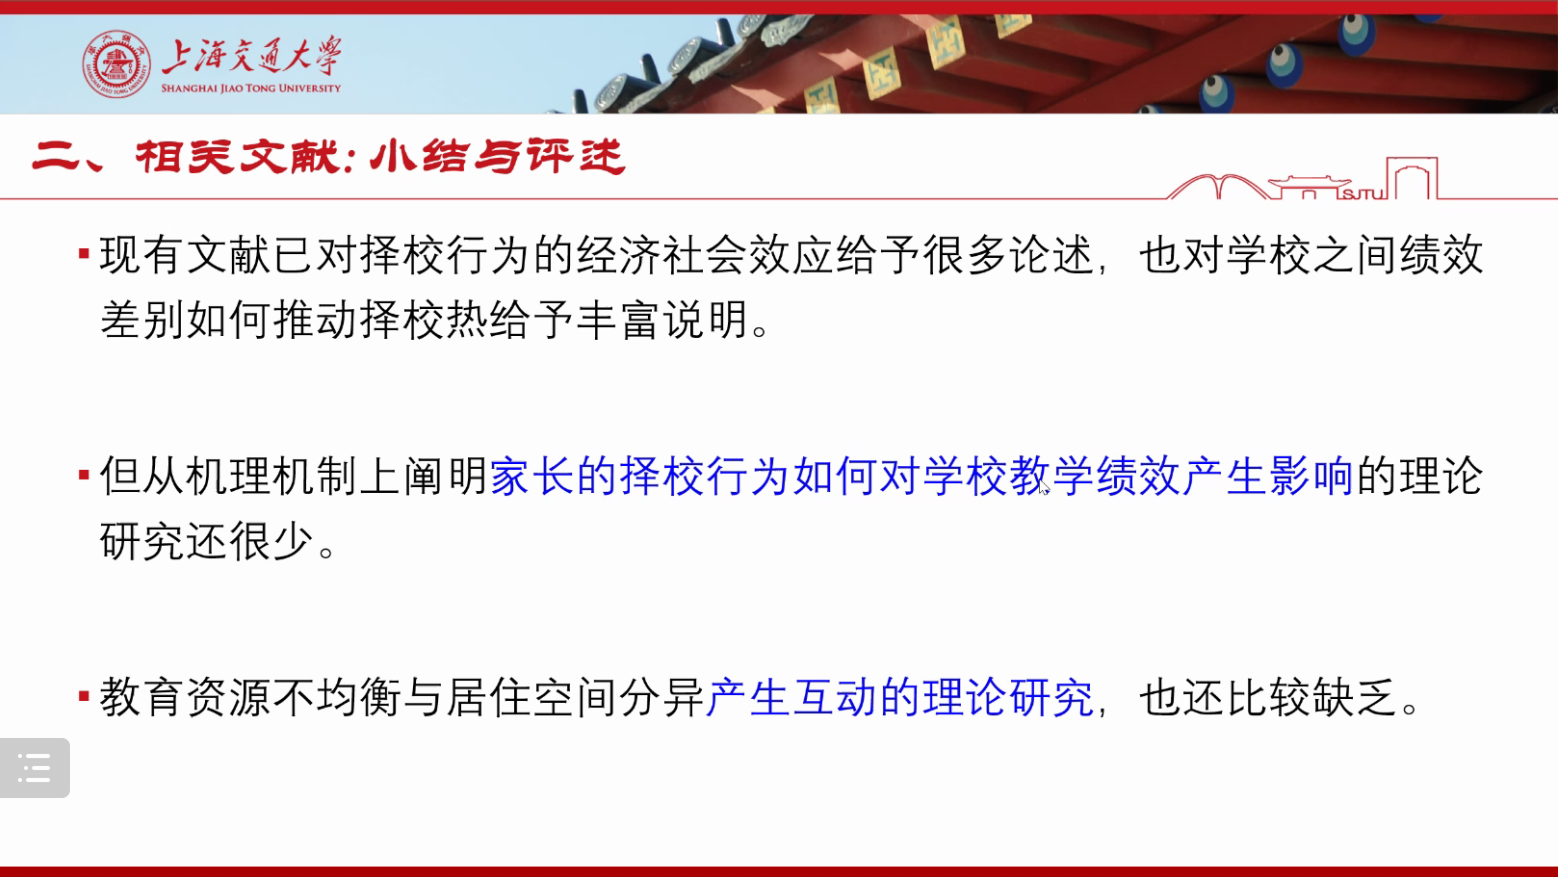 上海交通大学
SHANGHAI JIAO TONG UNIVERSITY
二、相关文献:小结与评述
SJTU
现有文献已对择校行为的经济社会效应给予很多论述，也对学校之间绩效
差别如何推动择校热给予丰富说明。
但从机理机制上阐明家长的择校行为如何对学校教学绩效产生影响的理论
研究还很少。
教育资源不均衡与居住空间分异产生互动的理论研究，也还比较缺乏。